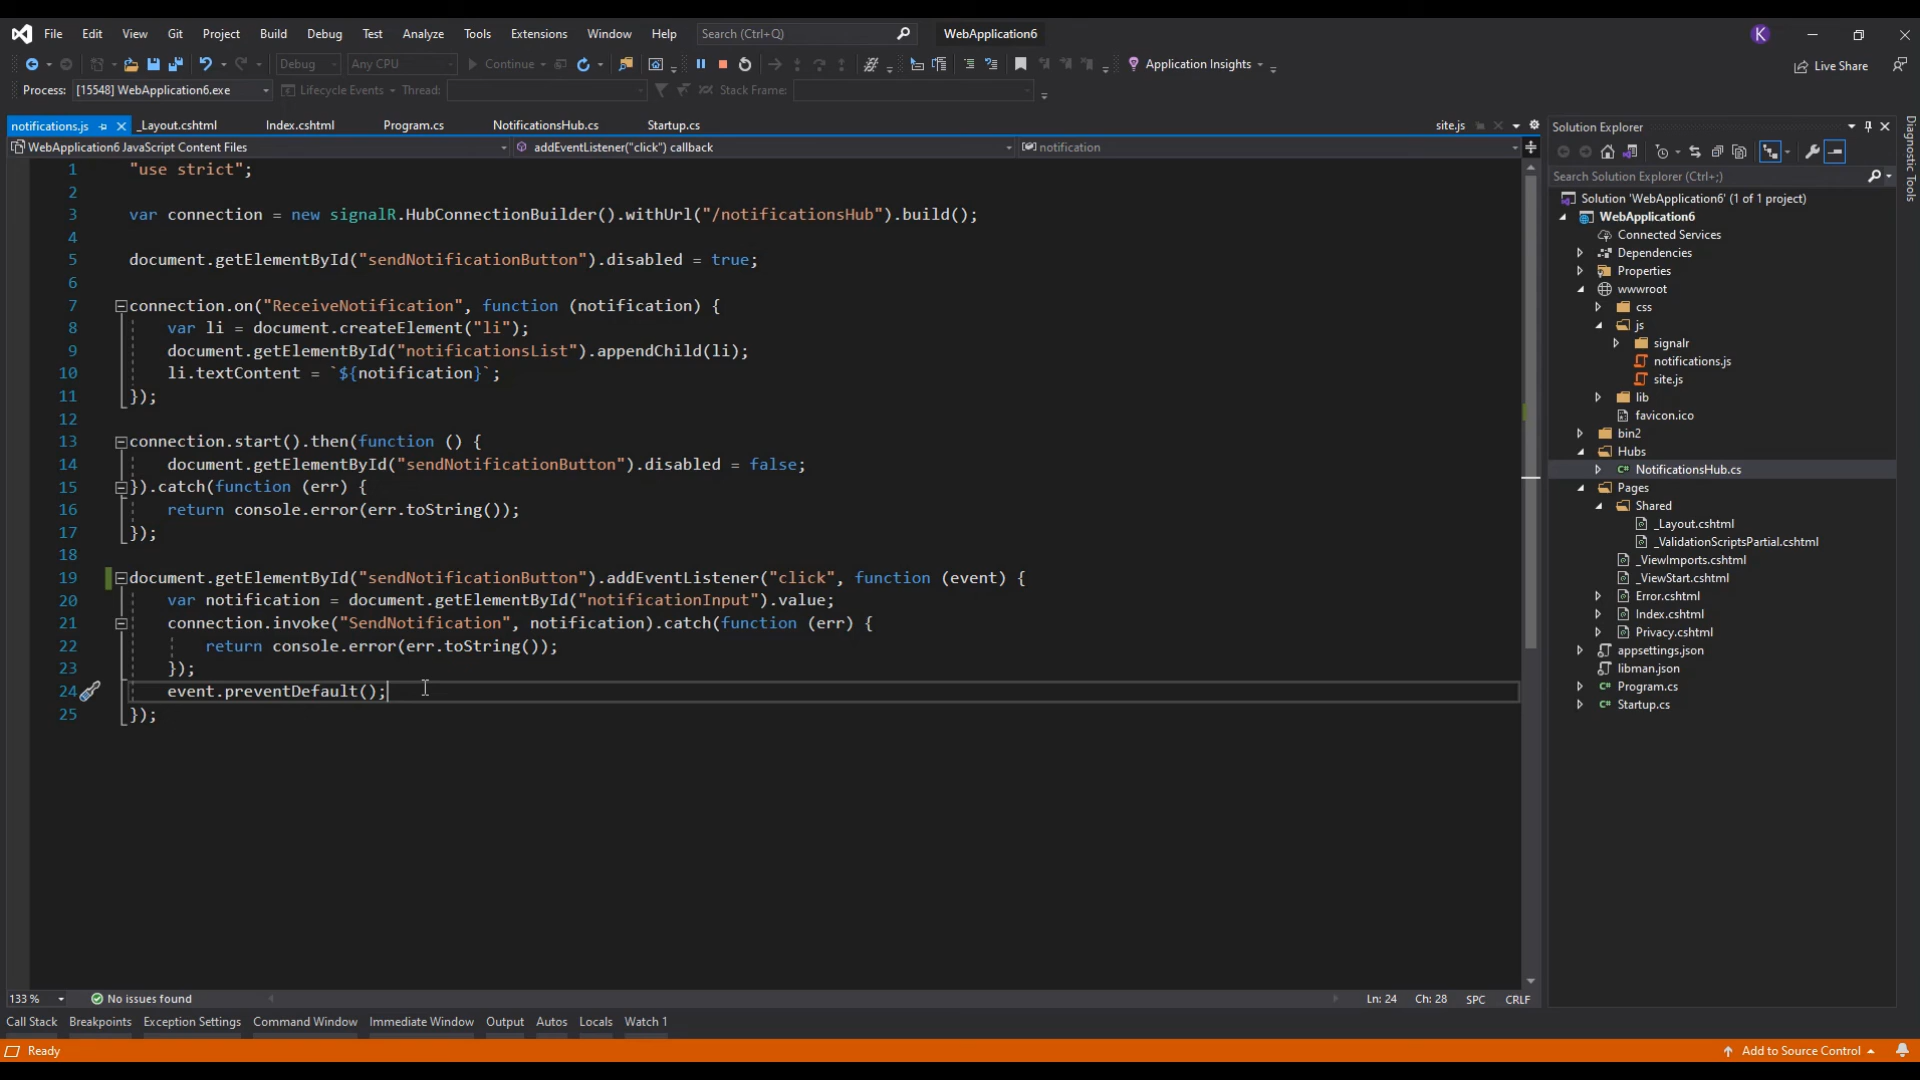 File Edit View Git Project Build Debug Test Analyze Tools Extensions Window Help Search (Ctrl+Q) WebApplication6 K
Debug Any CPU Continue Application Insights Live Share
Process: [15548] WebApplication6.exe Lifecycle Events Thread: Stack Frame:
notifications.js _Layout.cshtml Index.cshtml Program.cs NotificationsHub.cs Startup.cs site.js
WebApplication6 JavaScript Content Files addEventListener("click") callback notification
1 "use strict";
2
3 var connection = new signalR.HubConnectionBuilder().withUrl("/notificationsHub").build();
4
5 document.getElementById("sendNotificationButton").disabled = true;
6
7 connection.on("ReceiveNotification", function (notification) {
8 var li = document.createElement("li");
9 document.getElementById("notificationsList").appendChild(li);
10 li.textContent = `${notification}`;
11 });
12
13 connection.start().then(function () {
14 document.getElementById("sendNotificationButton").disabled = false;
15 }).catch(function (err) {
16 return console.error(err.toString());
17 });
18
19 document.getElementById("sendNotificationButton").addEventListener("click", function (event) {
20 var notification = document.getElementById("notificationInput").value;
21 connection.invoke("SendNotification", notification).catch(function (err) {
22 return console.error(err.toString());
23 });
24 event.preventDefault();
25 });
Solution Explorer
Search Solution Explorer (Ctrl+;)
Solution 'WebApplication6' (1 of 1 project)
WebApplication6
Connected Services
Dependencies
Properties
wwwroot
css
js
signalr
notifications.js
site.js
lib
favicon.ico
bin2
Hubs
NotificationsHub.cs
Pages
Shared
_Layout.cshtml
_ValidationScriptsPartial.cshtml
_ViewImports.cshtml
_ViewStart.cshtml
Error.cshtml
Index.cshtml
Privacy.cshtml
appsettings.json
libman.json
Program.cs
Startup.cs
Diagnostic Tools
133 % No issues found Ln: 24 Ch: 28 SPC CRLF
Call Stack Breakpoints Exception Settings Command Window Immediate Window Output Autos Locals Watch 1
Ready Add to Source Control